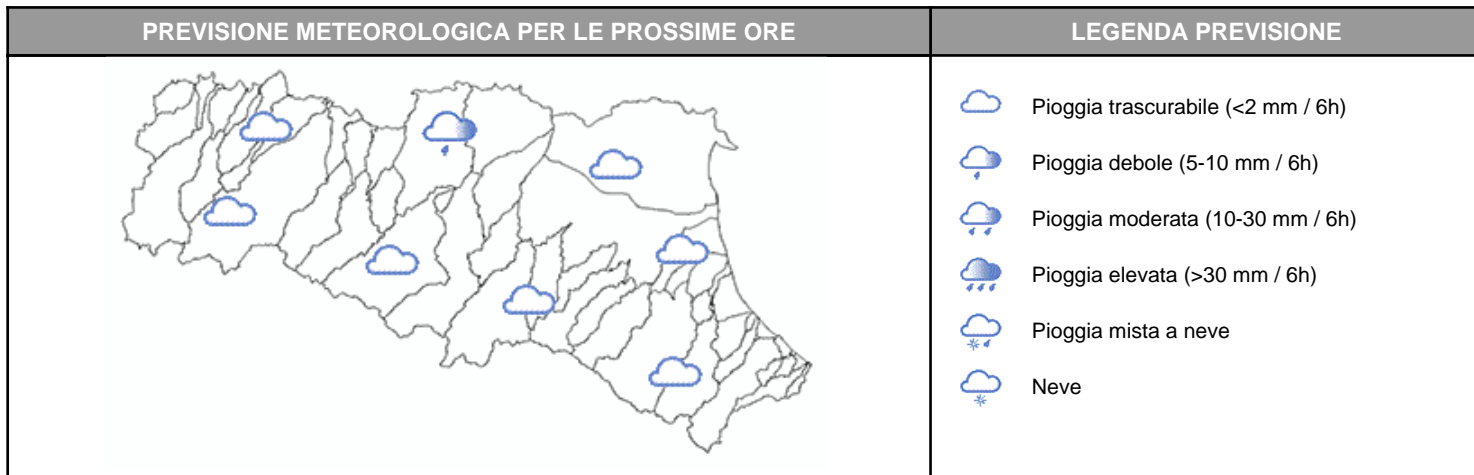 PREVISIONE METEOROLOGICA PER LE PROSSIME ORE
LEGENDA PREVISIONE
Pioggia trascurabile (<2 mm / 6h)
Pioggia debole (5-10 mm / 6h)
Pioggia moderata (10-30 mm / 6h)
Pioggia elevata (>30 mm / 6h)
Pioggia mista a neve
Neve